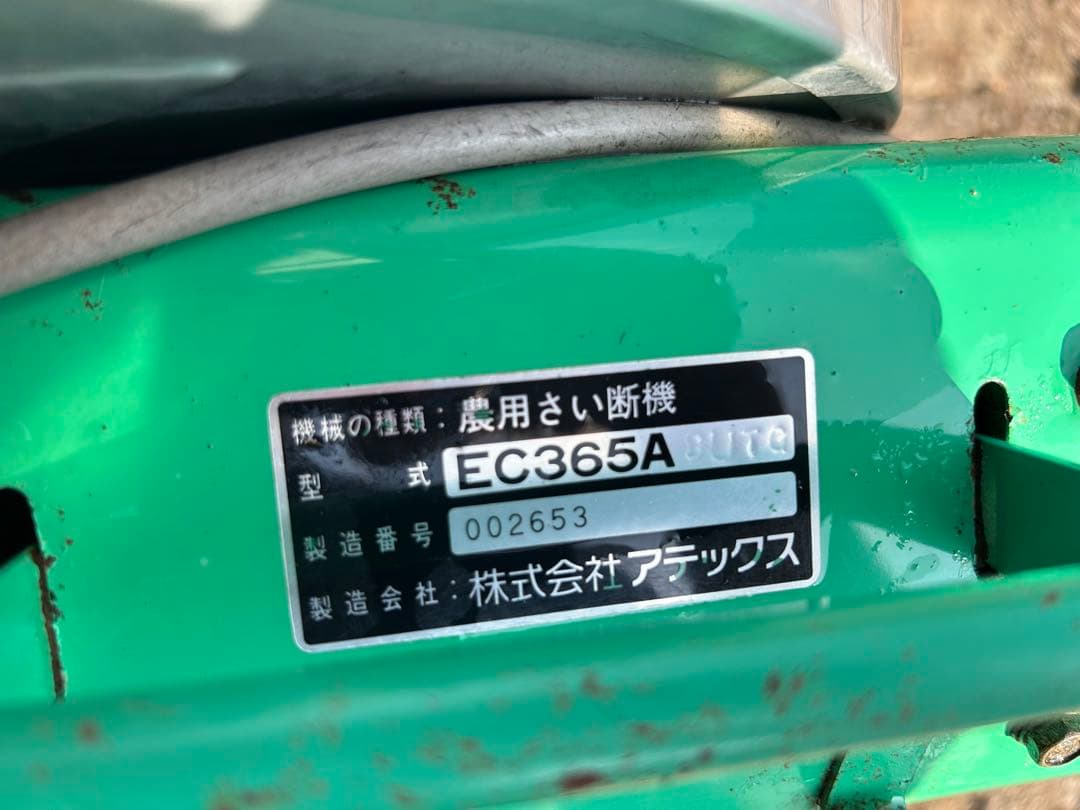 機械の種類:農用さい断機
型 式 EC365A
製造番号 002653
製造会社:株式会社アテックス